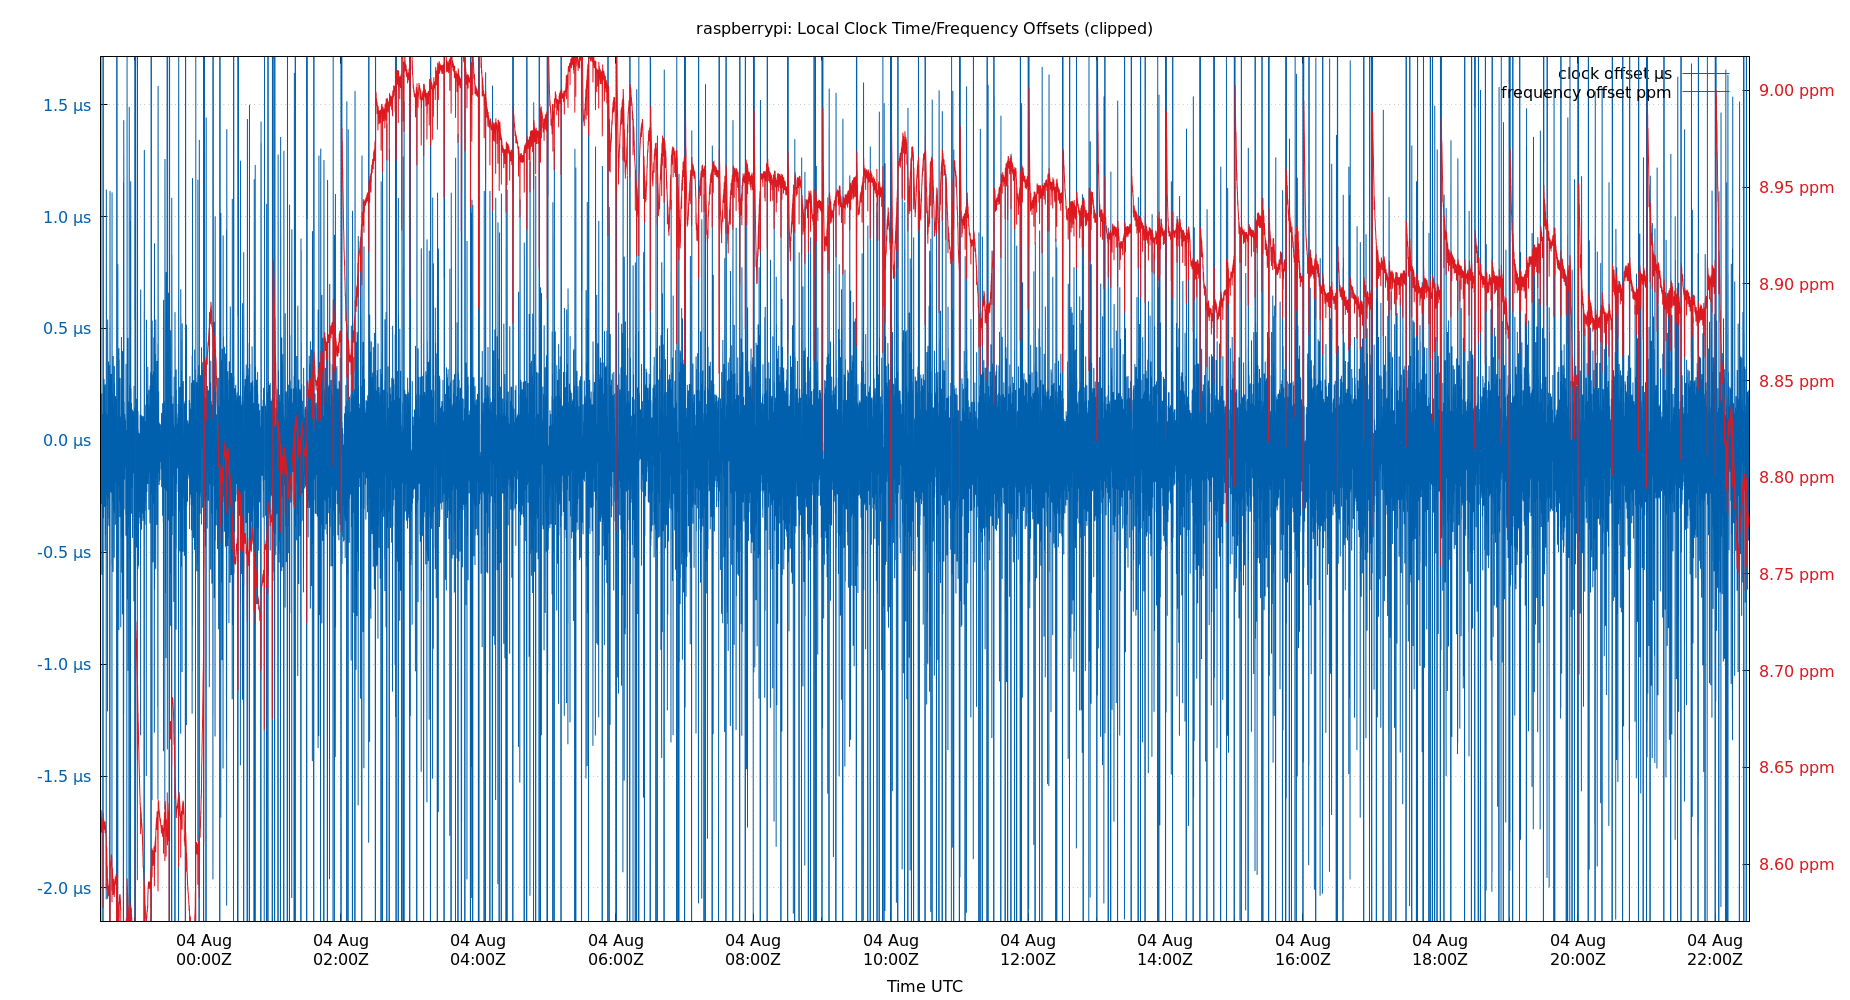 raspberrypi: Local Clock Time/Frequency Offsets (clipped)
clock offset µs
frequency offset ppm
1.5 µs
1.0 µs
0.5 µs
0.0 µs
-0.5 µs
-1.0 µs
-1.5 µs
-2.0 µs
9.00 ppm
8.95 ppm
8.90 ppm
8.85 ppm
8.80 ppm
8.75 ppm
8.70 ppm
8.65 ppm
8.60 ppm
04 Aug 04 Aug 04 Aug 04 Aug 04 Aug 04 Aug 04 Aug 04 Aug 04 Aug 04 Aug 04 Aug 04 Aug
00:00Z 02:00Z 04:00Z 06:00Z 08:00Z 10:00Z 12:00Z 14:00Z 16:00Z 18:00Z 20:00Z 22:00Z
Time UTC